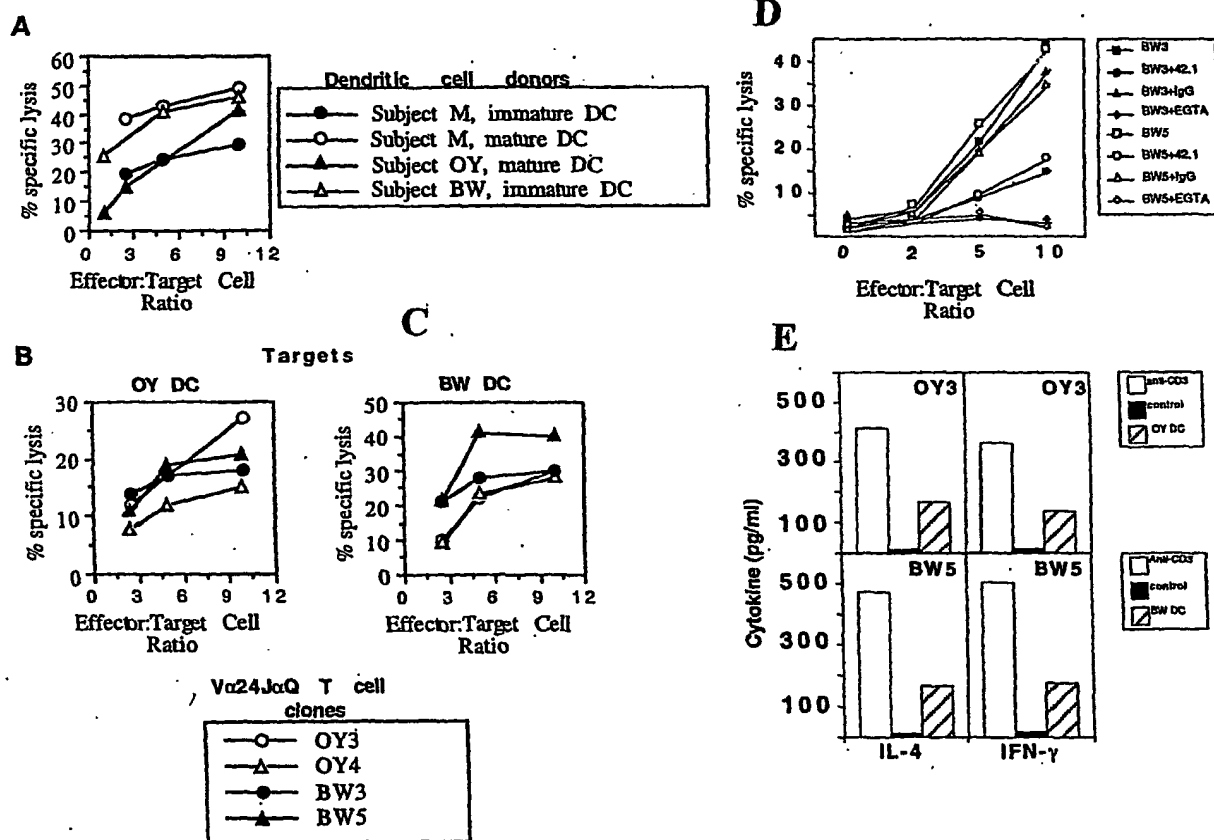 A
60
50
40
30
20
10
0
% specific lysis
0 3 6 9 12
Effector:Target Cell
Ratio
Dendritic cell donors
Subject M, immature DC
Subject M, mature DC
Subject OY, mature DC
Subject BW, immature DC
D
40
30
20
10
% specific lysis
0 2 5 10
Efector:Target Cell
Ratio
BW3
BW3+42.1
BW3+IgG
BW3+EGTA
BW5
BW5+42.1
BW5+IgG
BW5+EGTA
B
C
Targets
OY DC
30
20
10
0
% specific lysis
0 3 6 9 12
Effector:Target Cell
Ratio
BW DC
50
40
30
20
10
0
% specific lysis
0 3 6 9 12
Effector:Target Cell
Ratio
Vα24JαQ T cell
clones
OY3
OY4
BW3
BW5
E
OY3 OY3
500
300
100
BW5 BW5
500
300
100
Cytokine (pg/ml)
IL-4 IFN-γ
anti-CD3
control
OY DC
Anti-CD3
control
BW DC